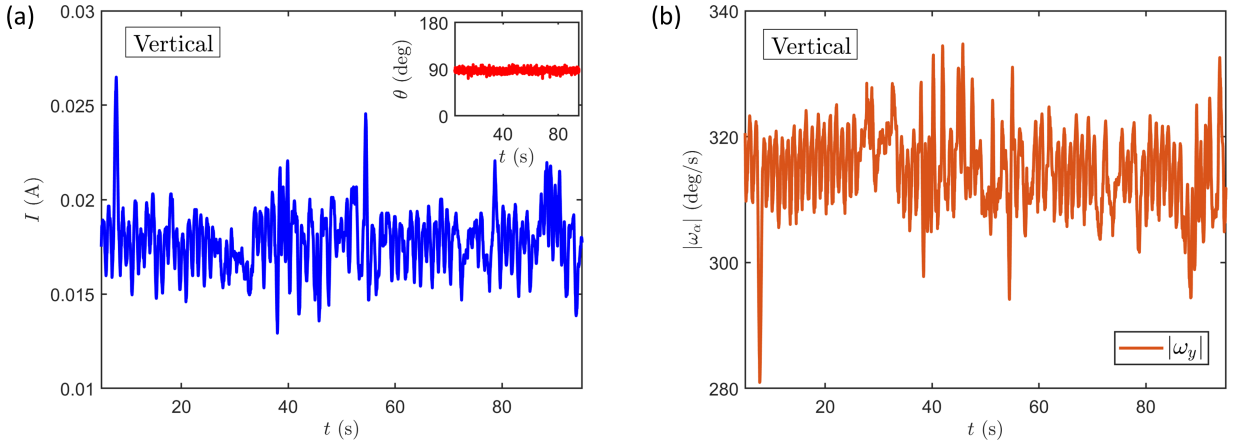 (a)
0.03
0.025
0.02
0.015
0.01
I (A)
Vertical
180
90
0
θ (deg)
40 80
t (s)
20 40 60 80
t (s)
(b)
340
320
300
280
|ω_α| (deg/s)
Vertical
|ω_y|
20 40 60 80
t (s)